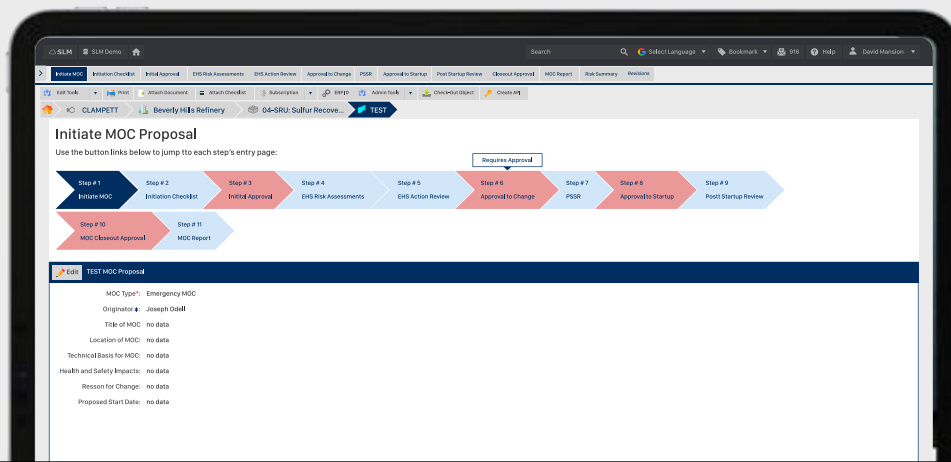 SLM SLM Demo Search Select Language Bookmark 916 Help David Mansion
Initiate MOC Initiation Checklist Initital Approval EHS Risk Assessments EHS Action Review Approval to Change PSSR Approval to Startup Post Startup Review Closeout Approval MOC Report Risk Summary Revisions
Edit Tools Print Attach Document Attach Checklist Subscription ERP|O Admin Tools Check-Out Object Create API
CLAMPETT Beverly Hills Refinery 04-SRU: Sulfur Recove... TEST
Initiate MOC Proposal
Use the button links below to jump tto each step's entry page:
Requires Approval
Step # 1 Step # 2 Step # 3 Step # 4 Step # 5 Step # 6 Step # 7 Step # 8 Step # 9
Initiate MOC Initiation Checklist Initital Approval EHS Risk Assessments EHS Action Review Approval to Change PSSR Approval to Startup Postt Startup Review
Step # 10 Step # 11
MOC Closeout Approval MOC Report
Edit TEST MOC Proposal
MOC Type*: Emergency MOC
Originator: Joseph Odell
Title of MOC no data
Location of MOC: no data
Technical Basis for MOC: no data
Health and Safety Impacts: no data
Resson for Change: no data
Proposed Start Date: no data